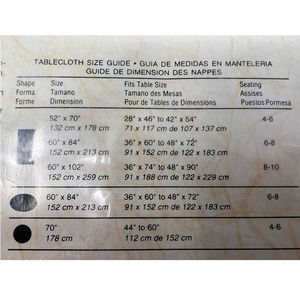 TABLECLOTH SIZE GUIDE • GUIA DE MEDIDAS EN MANTELERIA
GUIDE DE DIMENSION DES NAPPES
Shape Size Fits Table Size Seating
Forma Tamano Tamano del Mesas Assises
Forme Dimension Pour de Tables de Dimensions Puestos Pormesa
52" x 70" 28" x 46" to 42" x 54" 4-6
132 cm x 178 cm 71 x 117 cm de 107 x 137 cm
60" x 84" 36" x 60" to 48" x 72" 6-8
152 cm x 213 cm 91 x 152 cm de 122 x 183 cm
60" x 102" 36" x 74" to 48" x 90" 8-10
152 cm x 259 cm 91 x 188 cm de 122 x 229 cm
60" x 84" 36" x 60" to 48" x 72" 6-8
152 cm x 213 cm 91 x 152 cm de 122 x 183 cm
70" 44" to 60" 4-6
178 cm 112 cm de 152 cm